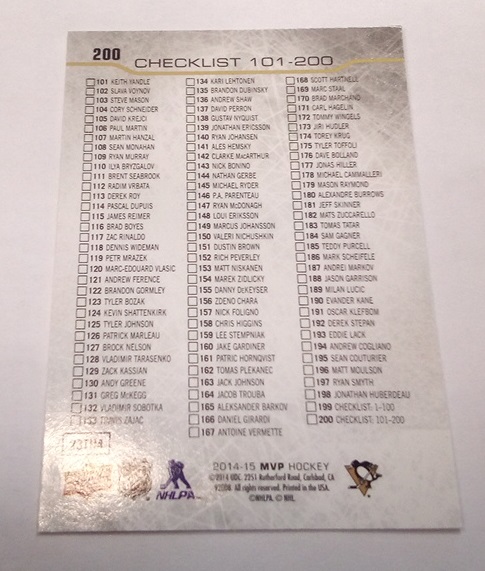 200
CHECKLIST 101-200
101 KEITH YANDLE
102 SLAVA VOYNOV
103 STEVE MASON
104 CORY SCHNEIDER
105 DAVID KREJCI
106 PAUL MARTIN
107 MARTIN HANZAL
108 SEAN MONAHAN
109 RYAN MURRAY
110 ILYA BRYZGALOV
111 BRENT SEABROOK
112 RADIM VRBATA
113 DEREK ROY
114 PASCAL DUPUIS
115 JAMES REIMER
116 BRAD BOYES
117 ZAC RINALDO
118 DENNIS WIDEMAN
119 PETR MRAZEK
120 MARC-EDOUARD VLASIC
121 ANDREW FERENCE
122 BRANDON GORMLEY
123 TYLER BOZAK
124 KEVIN SHATTENKIRK
125 TYLER JOHNSON
126 PATRICK MARLEAU
127 BROCK NELSON
128 VLADIMIR TARASENKO
129 ZACK KASSIAN
130 ANDY GREENE
131 GREG McKEGG
132 VLADIMIR SOBOTKA
133 TRAVIS ZAJAC
134 KARI LEHTONEN
135 BRANDON DUBINSKY
136 ANDREW SHAW
137 DAVID PERRON
138 GUSTAV NYQUIST
139 JONATHAN ERICSSON
140 RYAN JOHANSEN
141 ALES HEMSKY
142 CLARKE MacARTHUR
143 NICK BONINO
144 NATHAN GERBE
145 MICHAEL RYDER
146 P.A. PARENTEAU
147 RYAN McDONAGH
148 LOUI ERIKSSON
149 MARCUS JOHANSSON
150 VALERI NICHUSHKIN
151 DUSTIN BROWN
152 RICH PEVERLEY
153 MATT NISKANEN
154 MAREK ZIDLICKY
155 DANNY DeKEYSER
156 ZDENO CHARA
157 NICK FOLIGNO
158 CHRIS HIGGINS
159 LEE STEMPNIAK
160 JAKE GARDINER
161 PATRIC HORNQVIST
162 TOMAS PLEKANEC
163 JACK JOHNSON
164 JACOB TROUBA
165 ALEKSANDER BARKOV
166 DANIEL GIRARDI
167 ANTOINE VERMETTE
168 SCOTT HARTNELL
169 MARC STAAL
170 BRAD MARCHAND
171 CARL HAGELIN
172 TOMMY WINGELS
173 JIRI HUDLER
174 TOREY KRUG
175 TYLER TOFFOLI
176 DAVE BOLLAND
177 JONAS HILLER
178 MICHAEL CAMMALLERI
179 MASON RAYMOND
180 ALEXANDRE BURROWS
181 JEFF SKINNER
182 MATS ZUCCARELLO
183 TOMAS TATAR
184 SAM GAGNER
185 TEDDY PURCELL
186 MARK SCHEIFELE
187 ANDREI MARKOV
188 JASON GARRISON
189 MILAN LUCIC
190 EVANDER KANE
191 OSCAR KLEFBOM
192 DEREK STEPAN
193 EDDIE LACK
194 ANDREW COGLIANO
195 SEAN COUTURIER
196 MATT MOULSON
197 RYAN SMYTH
198 JONATHAN HUBERDEAU
199 CHECKLIST: 1-100
200 CHECKLIST: 101-200
NHLPA
2014-15 MVP HOCKEY
©2014 UDC. 2251 Rutherford Road, Carlsbad, CA
92008. All rights reserved. Printed in the USA.
©NHLPA. © NHL.